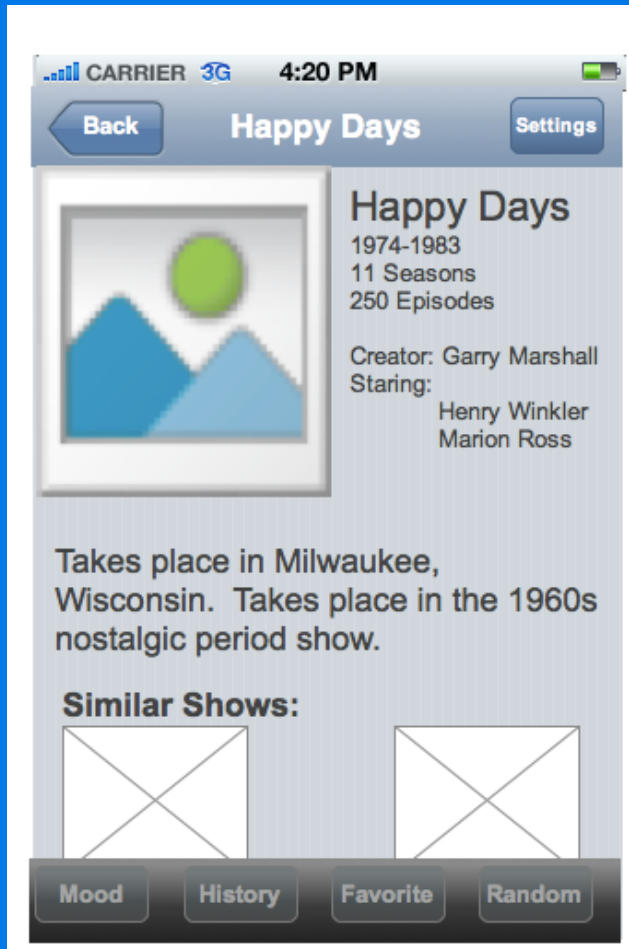 CARRIER 3G 4:20 PM
Back Happy Days Settings
Happy Days
1974-1983
11 Seasons
250 Episodes
Creator: Garry Marshall
Staring:
Henry Winkler
Marion Ross
Takes place in Milwaukee,
Wisconsin. Takes place in the 1960s
nostalgic period show.
Similar Shows:
Mood History Favorite Random